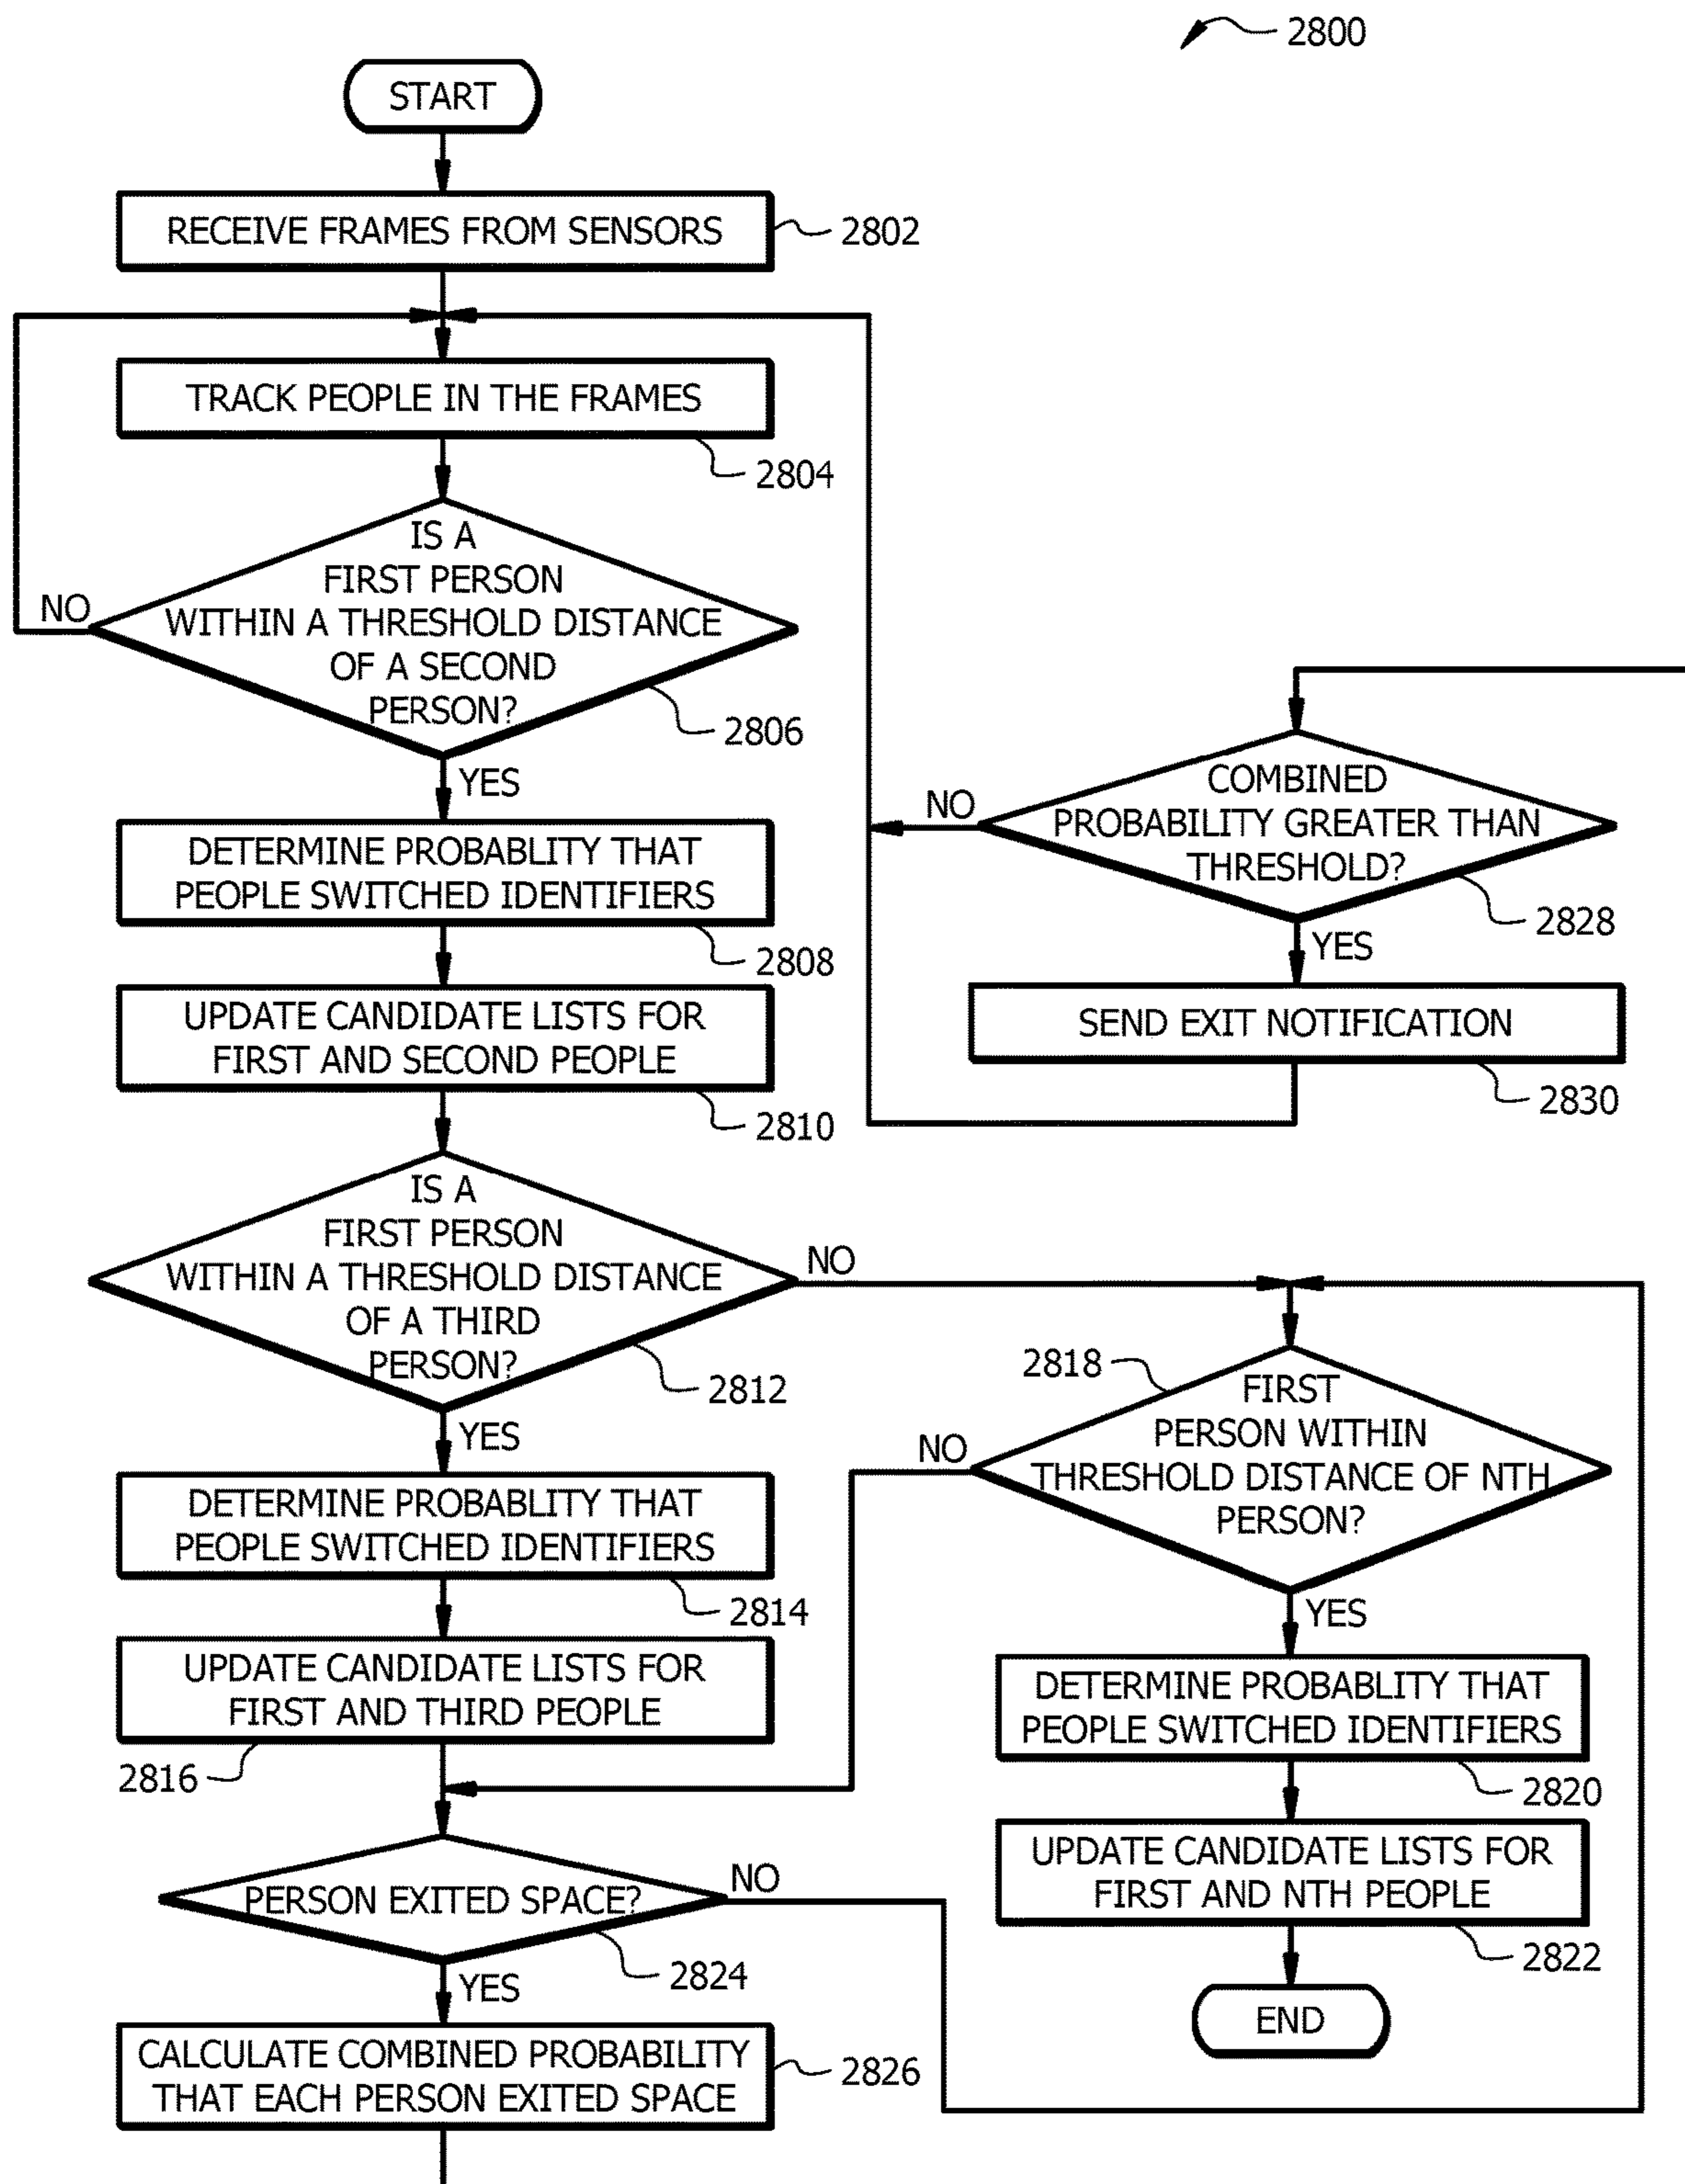 2800
START
RECEIVE FRAMES FROM SENSORS
2802
TRACK PEOPLE IN THE FRAMES
2804
IS A
FIRST PERSON
WITHIN A THRESHOLD DISTANCE
OF A SECOND
PERSON?
NO
2806
YES
DETERMINE PROBABLITY THAT
PEOPLE SWITCHED IDENTIFIERS
2808
UPDATE CANDIDATE LISTS FOR
FIRST AND SECOND PEOPLE
2810
IS A
FIRST PERSON
WITHIN A THRESHOLD DISTANCE
OF A THIRD
PERSON?
NO
2812
YES
DETERMINE PROBABLITY THAT
PEOPLE SWITCHED IDENTIFIERS
2814
UPDATE CANDIDATE LISTS FOR
FIRST AND THIRD PEOPLE
2816
PERSON EXITED SPACE?
NO
2824
YES
CALCULATE COMBINED PROBABILITY
THAT EACH PERSON EXITED SPACE
2826
COMBINED
PROBABILITY GREATER THAN
THRESHOLD?
NO
2828
YES
SEND EXIT NOTIFICATION
2830
2818
FIRST
PERSON WITHIN
THRESHOLD DISTANCE OF NTH
PERSON?
NO
YES
DETERMINE PROBABLITY THAT
PEOPLE SWITCHED IDENTIFIERS
2820
UPDATE CANDIDATE LISTS FOR
FIRST AND NTH PEOPLE
2822
END